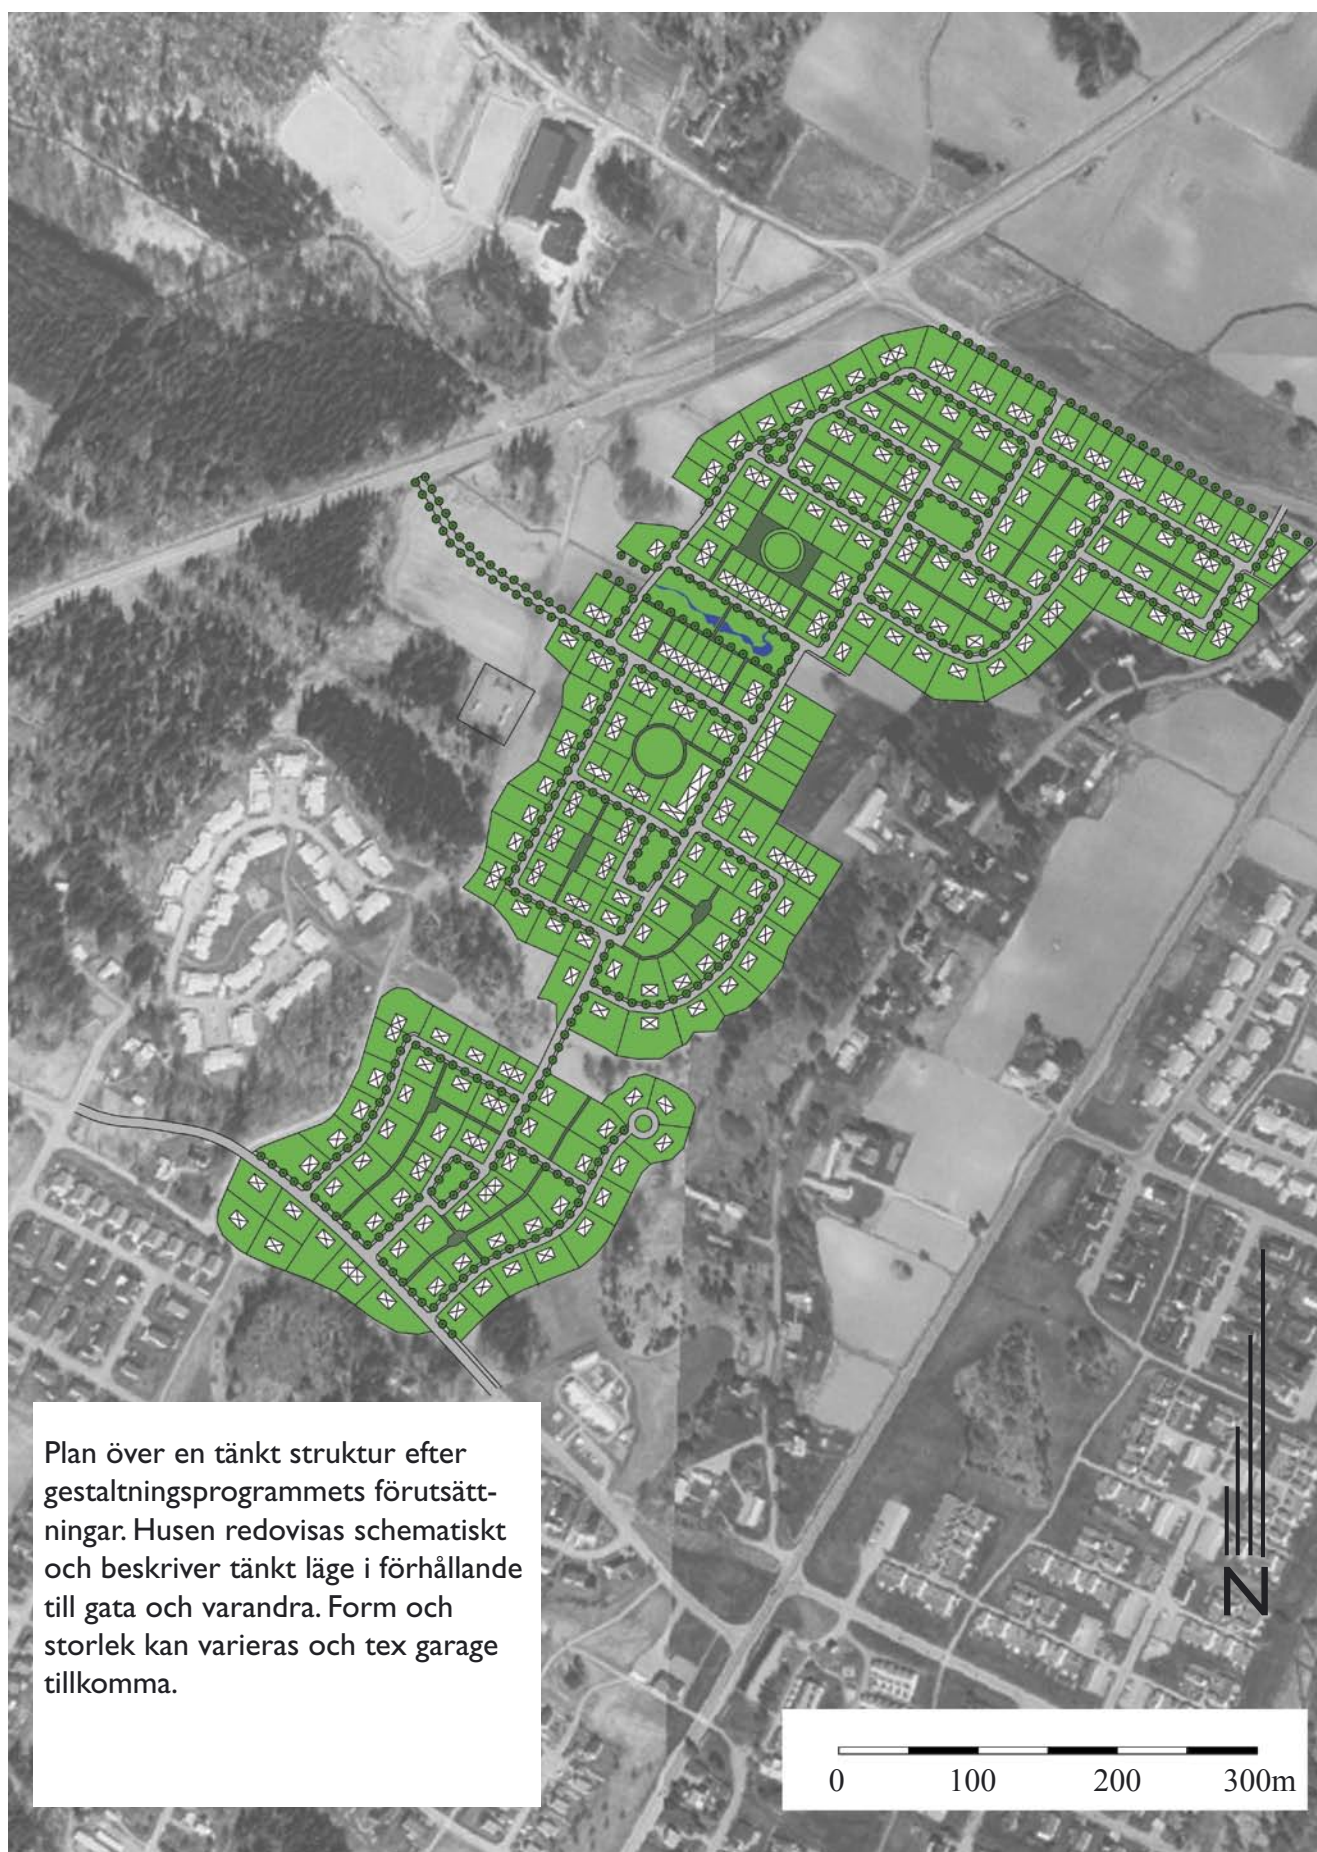 Plan över en tänkt struktur efter
gestaltningsprogrammets förutsätt-
ningar. Husen redovisas schematiskt
och beskriver tänkt läge i förhållande
till gata och varandra. Form och
storlek kan varieras och tex garage
tillkomma.
N
0 100 200 300m